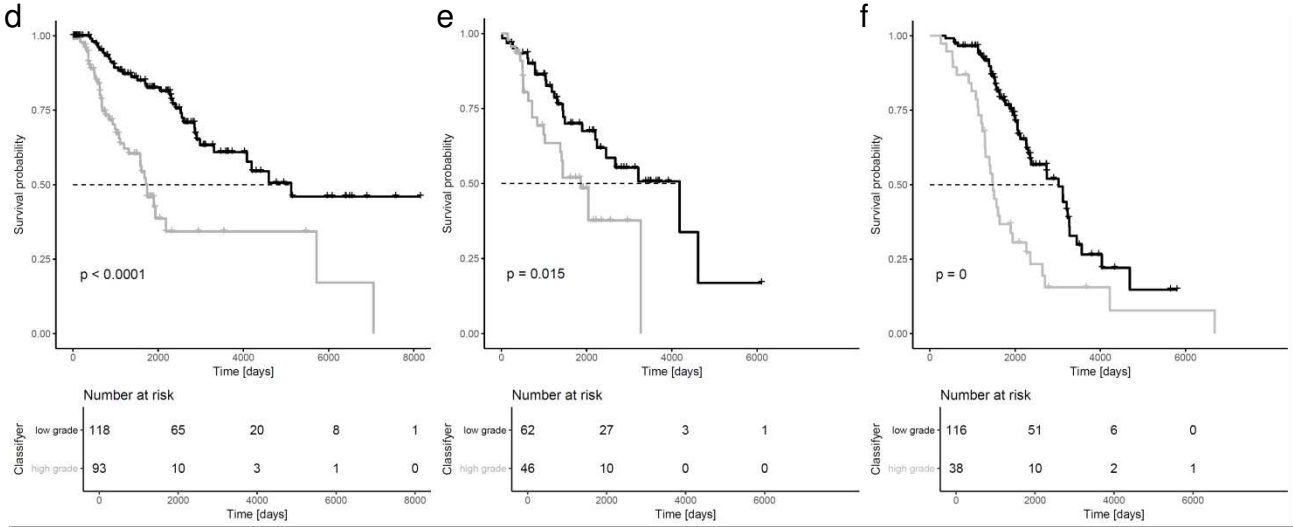 d
1.00
0.75
0.50
0.25
0.00
Survival probability
p < 0.0001
0 2000 4000 6000 8000
Time [days]
Number at risk
Classifyer
low grade 118 65 20 8 1
high grade 93 10 3 1 0
0 2000 4000 6000 8000
Time [days]
e
1.00
0.75
0.50
0.25
0.00
Survival probability
p = 0.015
0 2000 4000 6000
Time [days]
Number at risk
Classifyer
low grade 62 27 3 1
high grade 46 10 0 0
0 2000 4000 6000
Time [days]
f
1.00
0.75
0.50
0.25
0.00
Survival probability
p = 0
0 2000 4000 6000
Time [days]
Number at risk
Classifyer
low grade 116 51 6 0
high grade 38 10 2 1
0 2000 4000 6000
Time [days]